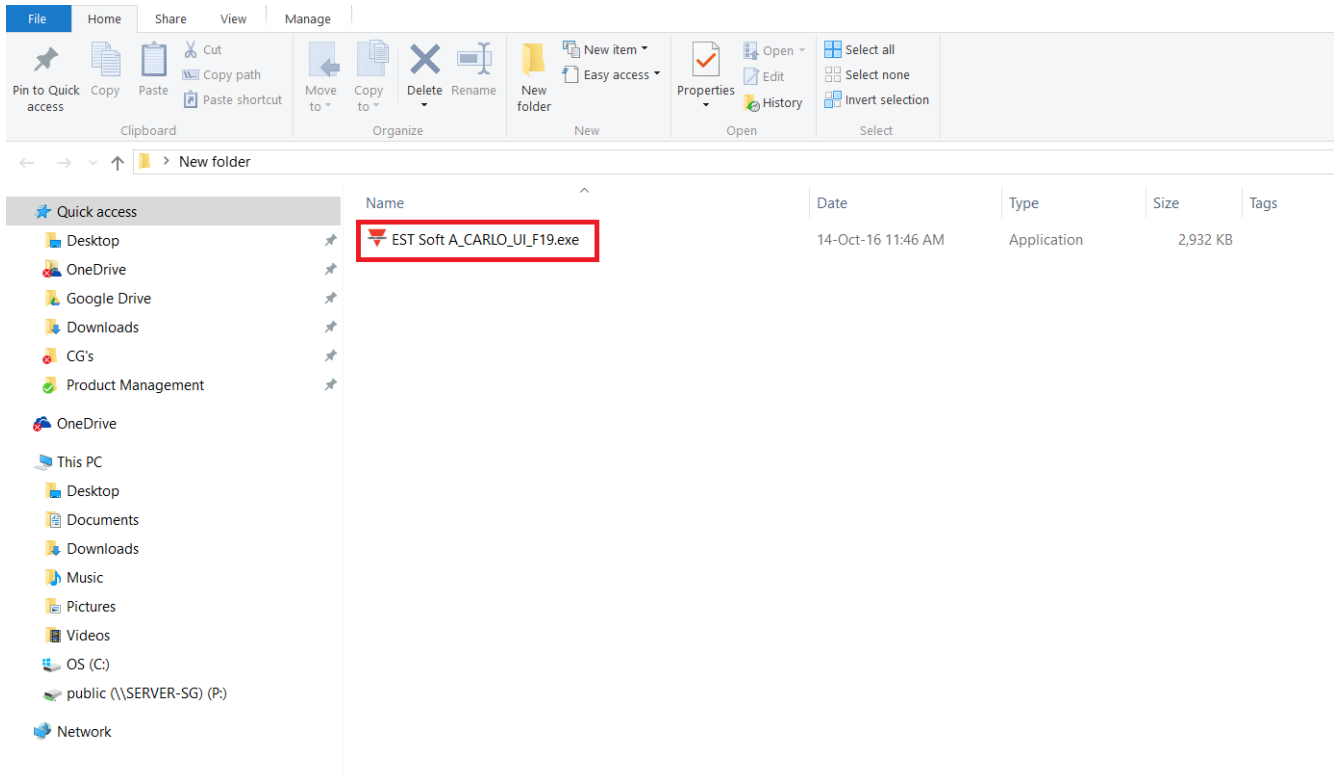 File Home Share View Manage
Pin to Quick access
Copy
Paste
Cut
Copy path
Paste shortcut
Clipboard
Move to
Copy to
Delete
Rename
Organize
New folder
New item
Easy access
New
Properties
Open
Edit
History
Open
Select all
Select none
Invert selection
Select
New folder
Quick access
Desktop
OneDrive
Google Drive
Downloads
CG's
Product Management
OneDrive
This PC
Desktop
Documents
Downloads
Music
Pictures
Videos
OS (C:)
public (\\SERVER-SG) (P:)
Network
Name Date Type Size Tags
EST Soft A_CARLO_UI_F19.exe 14-Oct-16 11:46 AM Application 2,932 KB